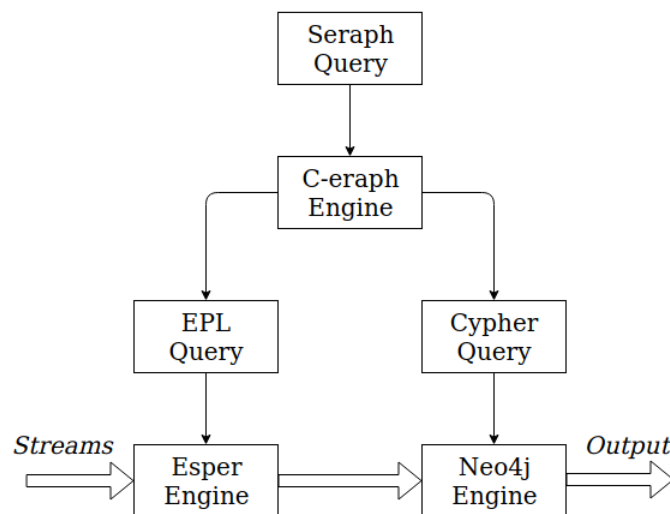 Seraph
Query
C-eraph
Engine
EPL
Query
Cypher
Query
Streams
Esper
Engine
Neo4j
Engine
Output